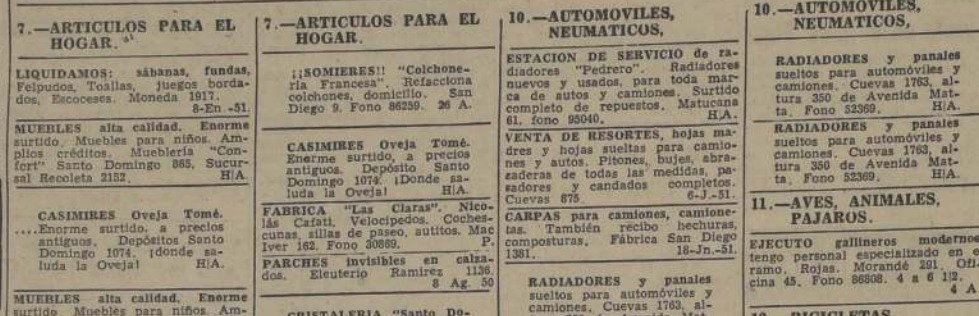 7.—ARTICULOS PARA EL
HOGAR.
LIQUIDAMOS: sábanas, fundas,
Felpudos, Toallas, juegos borda-
dos, Escoceses. Moneda 1917.
8-En -51.
MUEBLES alta calidad. Enorme
surtido. Muebles para niños. Am-
plios créditos. Mueblería "Con-
fert" Santo Domingo 885, Sucur-
sal Recoleta 2152. H|A.
CASIMIRES Oveja Tomé.
....Enorme surtido. a precios
antiguos. Depósitos Santo
Domingo 1074. ¡donde sa-
luda la Oveja! H|A.
MUEBLES alta calidad. Enorme
surtido Muebles para niños. Am-
7.—ARTICULOS PARA EL
HOGAR.
¡¡SOMIERES!! "Colchone-
ría Francesa". Refacciona
colchones, domicilio. San
Diego 9. Fono 86259. 26 A.
CASIMIRES Oveja Tomé.
Enorme surtido, a precios
antiguos. Depósito Santo
Domingo 1074. ¡Donde sa-
luda la Oveja! H|A.
FABRICA "Las Claras". Nico-
lás Cafati, Velocípedos. Coches-
cunas, sillas de paseo, autitos. Mac
Iver 162. Fono 30869. P.
PARCHES invisibles en calza-
dos. Eleuterio Ramírez 1136.
8 Ag. 50
CRISTALERIA "Santo Do-
10.—AUTOMOVILES,
NEUMATICOS,
ESTACION DE SERVICIO de ra-
diadores "Pedrero". Radiadores
nuevos y usados, para toda mar-
ca de autos y camiones. Surtido
completo de repuestos. Matucana
61. fono 95040. H|A.
VENTA DE RESORTES, hojas ma-
dres y hojas sueltas para camio-
nes y autos. Pitones, bujes, abra-
zaderas de todas las medidas, pa-
sadores y candados completos.
Cuevas 875. 6-J.-51.
CARPAS para camiones, camione-
tas. También recibo hechuras,
composturas, Fábrica San Diego
1381. 18-Jn.-51.
RADIADORES y panales
sueltos para automóviles y
camiones, Cuevas 1763, al-
10.—AUTOMOVILES,
NEUMATICOS,
RADIADORES y panales
sueltos para automóviles y
camiones. Cuevas 1763, al-
tura 350 de Avenida Mat-
ta, Fono 52369. H|A.
RADIADORES y panales
sueltos para automóviles y
camiones. Cuevas 1763, al-
tura 350 de Avenida Mat-
ta, Fono 52369. H|A.
11.—AVES, ANIMALES,
PAJAROS.
EJECUTO gallineros modernos
tengo personal especializado en e
ramo. Rojas. Morandé 291. Ofi-
cina 45. Fono 86808. 4 a 6 1|2.
4 A
BICICLETAS